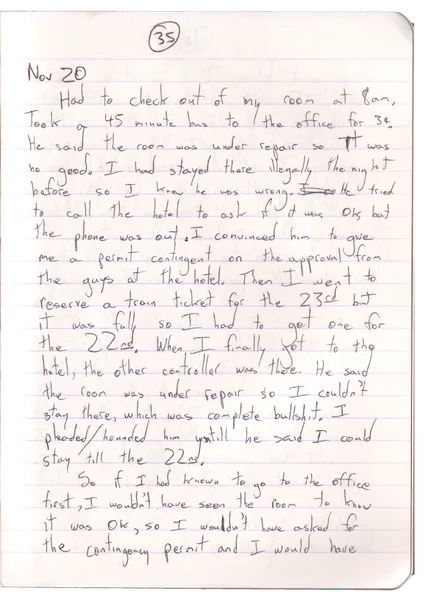 35
Nov 20
Had to check out of my room at 8am.
Took a 45 minute bus to the office for 3¢
He said the room was under repair so it was
no good. I had stayed there illegally the night
before so I knew he was wrong. He tried
to call the hotel to ask if it was Ok but
the phone was out. I convinced him to give
me a permit contingent on the approval from
the guys at the hotel. Then I went to
reserve a train ticket for the 23rd but
it was full so I had to get one for
the 22nd. When I finally got to the
hotel, the other controller was there. He said
the room was under repair so I couldn't
stay there, which was complete bullshit. I
pleaded/hounded him until he said I could
stay till the 22nd.
So if I had known to go to the office
first, I wouldn't have seen the room to know
it was Ok, so I wouldn't have asked for
the contingency permit and I would have